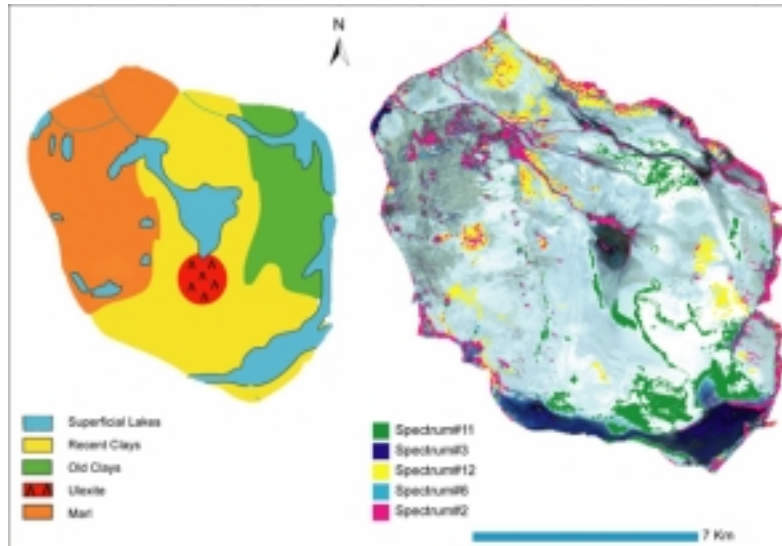 N
Superficial Lakes
Recent Clays
Old Clays
Ulexite
Marl
Spectrum#11
Spectrum#3
Spectrum#12
Spectrum#6
Spectrum#2
7 Km